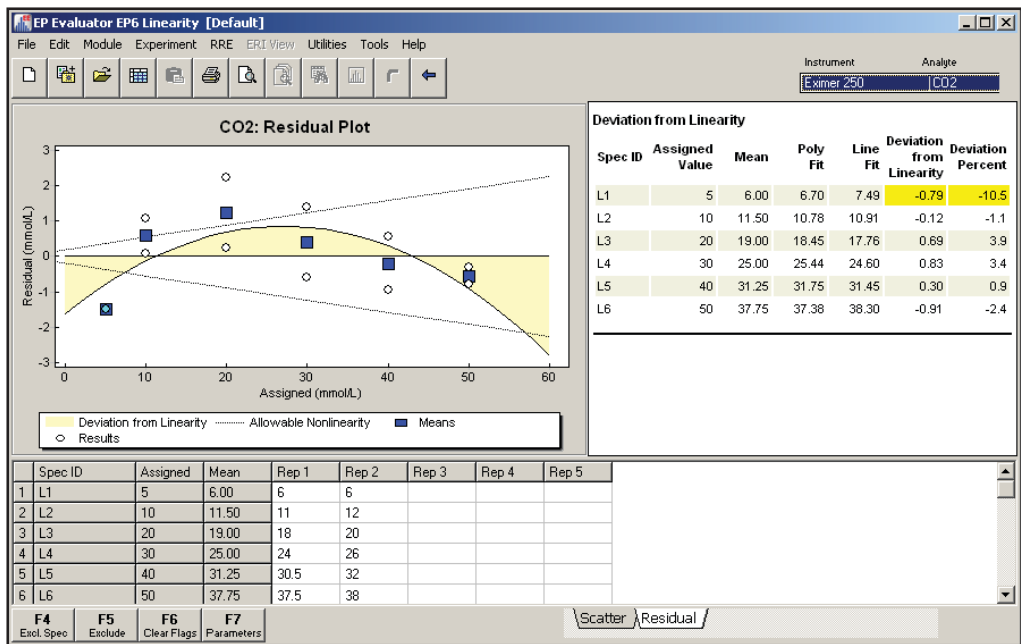 EP Evaluator EP6 Linearity [Default]
File Edit Module Experiment RRE ERI View Utilities Tools Help
Instrument Analyte
Eximer 250 CO2
CO2: Residual Plot
3
2
1
0
-1
-2
-3
Residual (mmol/L)
0 10 20 30 40 50 60
Assigned (mmol/L)
Deviation from Linearity Allowable Nonlinearity Means
Results
Deviation from Linearity
Spec ID Assigned Value Mean Poly Fit Line Fit Deviation from Linearity Deviation Percent
L1 5 6.00 6.70 7.49 -0.79 -10.5
L2 10 11.50 10.78 10.91 -0.12 -1.1
L3 20 19.00 18.45 17.76 0.69 3.9
L4 30 25.00 25.44 24.60 0.83 3.4
L5 40 31.25 31.75 31.45 0.30 0.9
L6 50 37.75 37.38 38.30 -0.91 -2.4
Spec ID Assigned Mean Rep 1 Rep 2 Rep 3 Rep 4 Rep 5
1 L1 5 6.00 6 6
2 L2 10 11.50 11 12
3 L3 20 19.00 18 20
4 L4 30 25.00 24 26
5 L5 40 31.25 30.5 32
6 L6 50 37.75 37.5 38
F4 F5 F6 F7
Excl. Spec Exclude Clear Flags Parameters
Scatter Residual